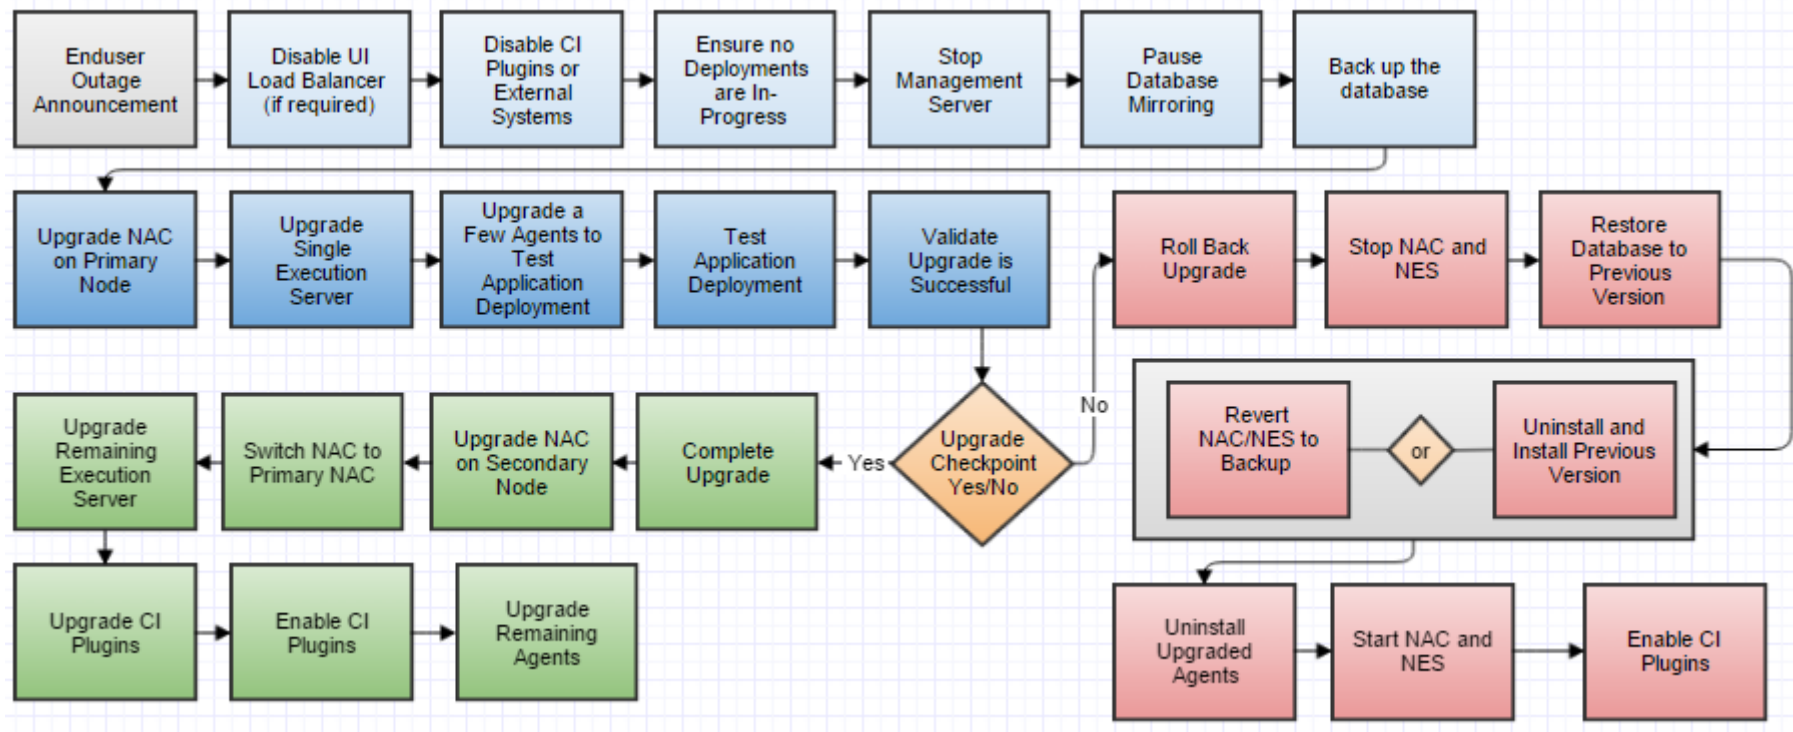 Enduser
Outage
Announcement
Disable UI
Load Balancer
(if required)
Disable CI
Plugins or
External
Systems
Ensure no
Deployments
are In-
Progress
Stop
Management
Server
Pause
Database
Mirroring
Back up the
database
Upgrade NAC
on Primary
Node
Upgrade
Single
Execution
Server
Upgrade a
Few Agents to
Test
Application
Deployment
Test
Application
Deployment
Validate
Upgrade is
Successful
Roll Back
Upgrade
Stop NAC and
NES
Restore
Database to
Previous
Version
Upgrade
Remaining
Execution
Server
Switch NAC to
Primary NAC
Upgrade NAC
on Secondary
Node
Complete
Upgrade
Yes
Upgrade
Checkpoint
Yes/No
No
Revert
NAC/NES to
Backup
or
Uninstall and
Install Previous
Version
Upgrade CI
Plugins
Enable CI
Plugins
Upgrade
Remaining
Agents
Uninstall
Upgraded
Agents
Start NAC and
NES
Enable CI
Plugins